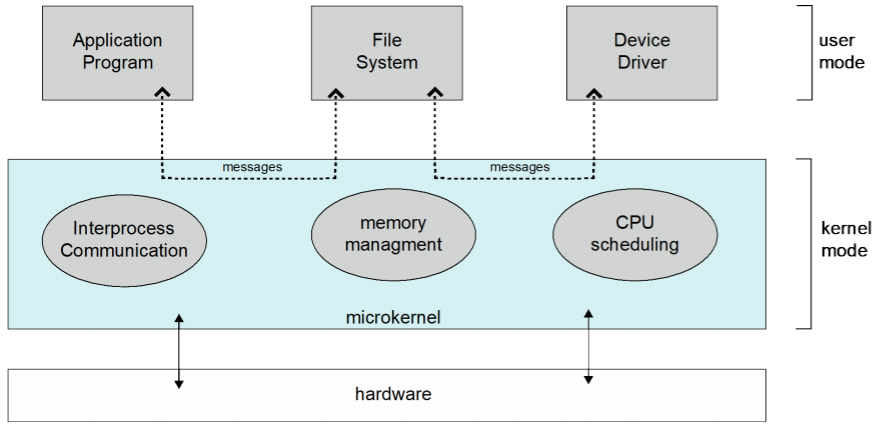 Application
Program
File
System
Device
Driver
user
mode
messages
messages
Interprocess
Communication
memory
managment
CPU
scheduling
kernel
mode
microkernel
hardware